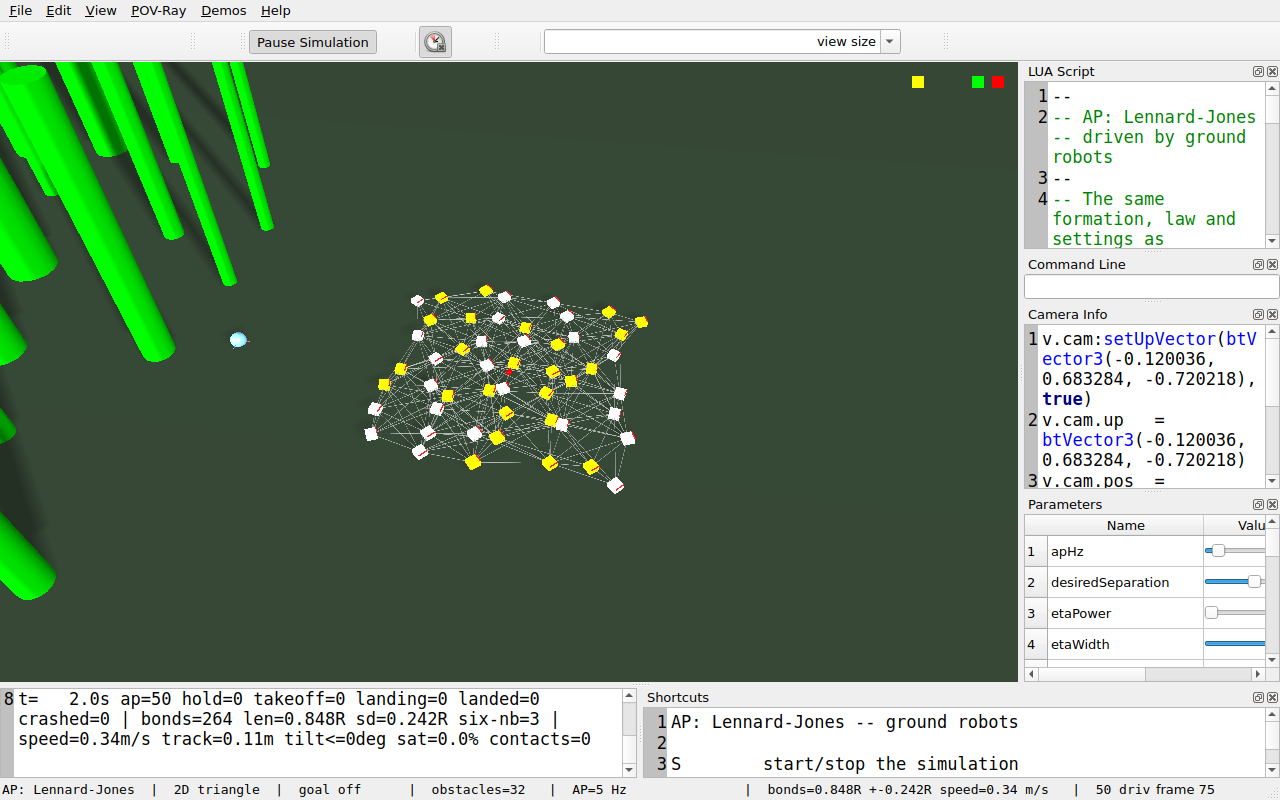 File Edit View POV-Ray Demos Help
Pause Simulation
view size
LUA Script
1 --
2 -- AP: Lennard-Jones
-- driven by ground
robots
3 --
4 -- The same
formation, law and
settings as
Command Line
Camera Info
1 v.cam:setUpVector(btV
ector3(-0.120036,
0.683284, -0.720218),
true)
2 v.cam.up   =
btVector3(-0.120036,
0.683284, -0.720218)
3 v.cam.pos  =
Parameters
Name Valu
1 apHz
2 desiredSeparation
3 etaPower
4 etaWidth
8 t=   2.0s ap=50 hold=0 takeoff=0 landing=0 landed=0
crashed=0 | bonds=264 len=0.848R sd=0.242R six-nb=3 |
speed=0.34m/s track=0.11m tilt<=0deg sat=0.0% contacts=0
Shortcuts
1 AP: Lennard-Jones -- ground robots
2
3 S        start/stop the simulation
AP: Lennard-Jones | 2D triangle | goal off | obstacles=32 | AP=5 Hz | bonds=0.848R +-0.242R speed=0.34 m/s | 50 driv frame 75